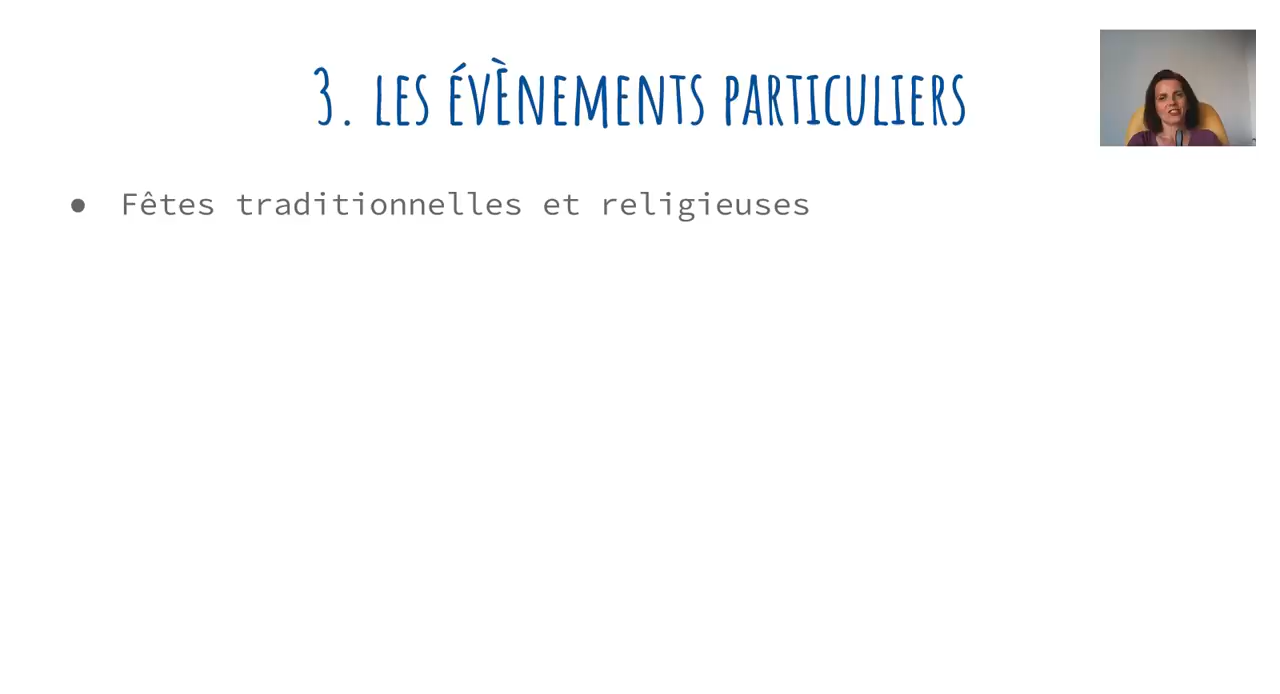 3. LES ÉVÈNEMENTS PARTICULIERS
● Fêtes traditionnelles et religieuses